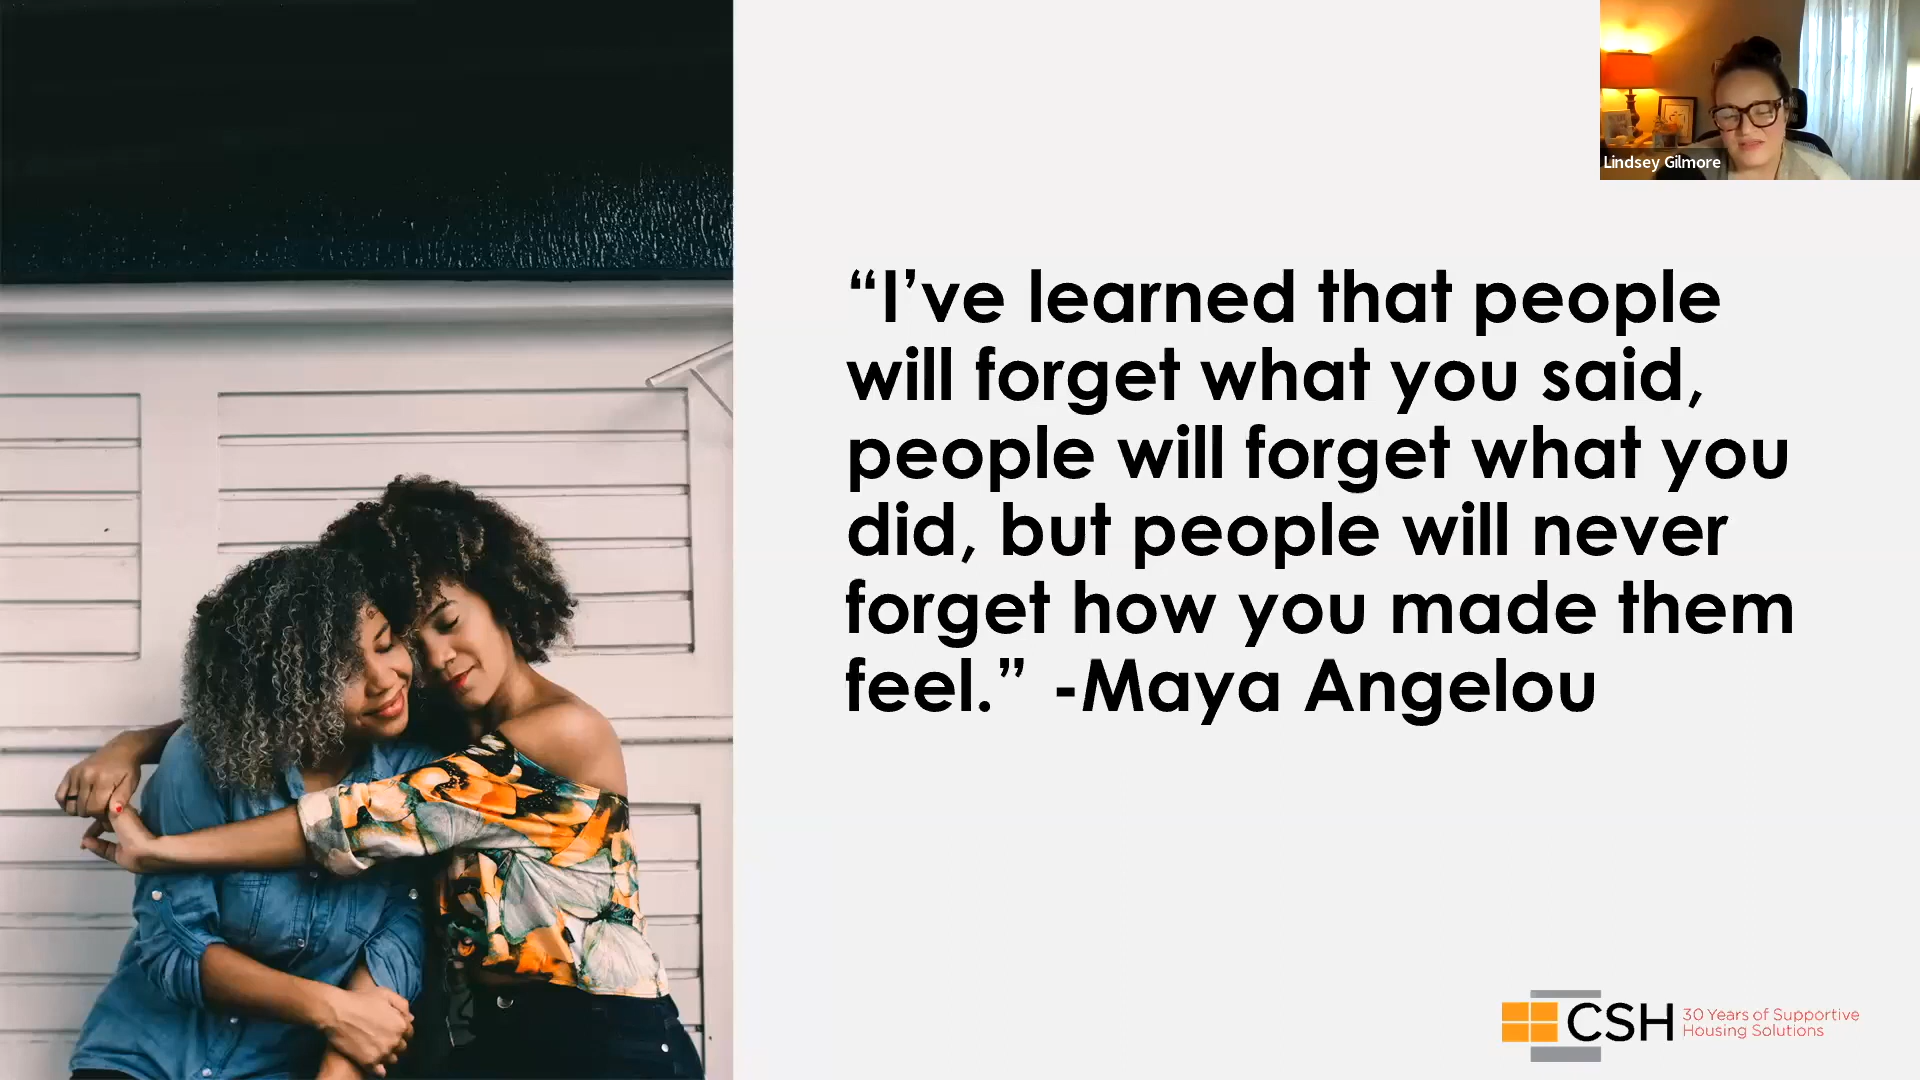 Lindsey Gilmore
“I’ve learned that people
will forget what you said,
people will forget what you
did, but people will never
forget how you made them
feel.” -Maya Angelou
CSH
30 Years of Supportive
Housing Solutions